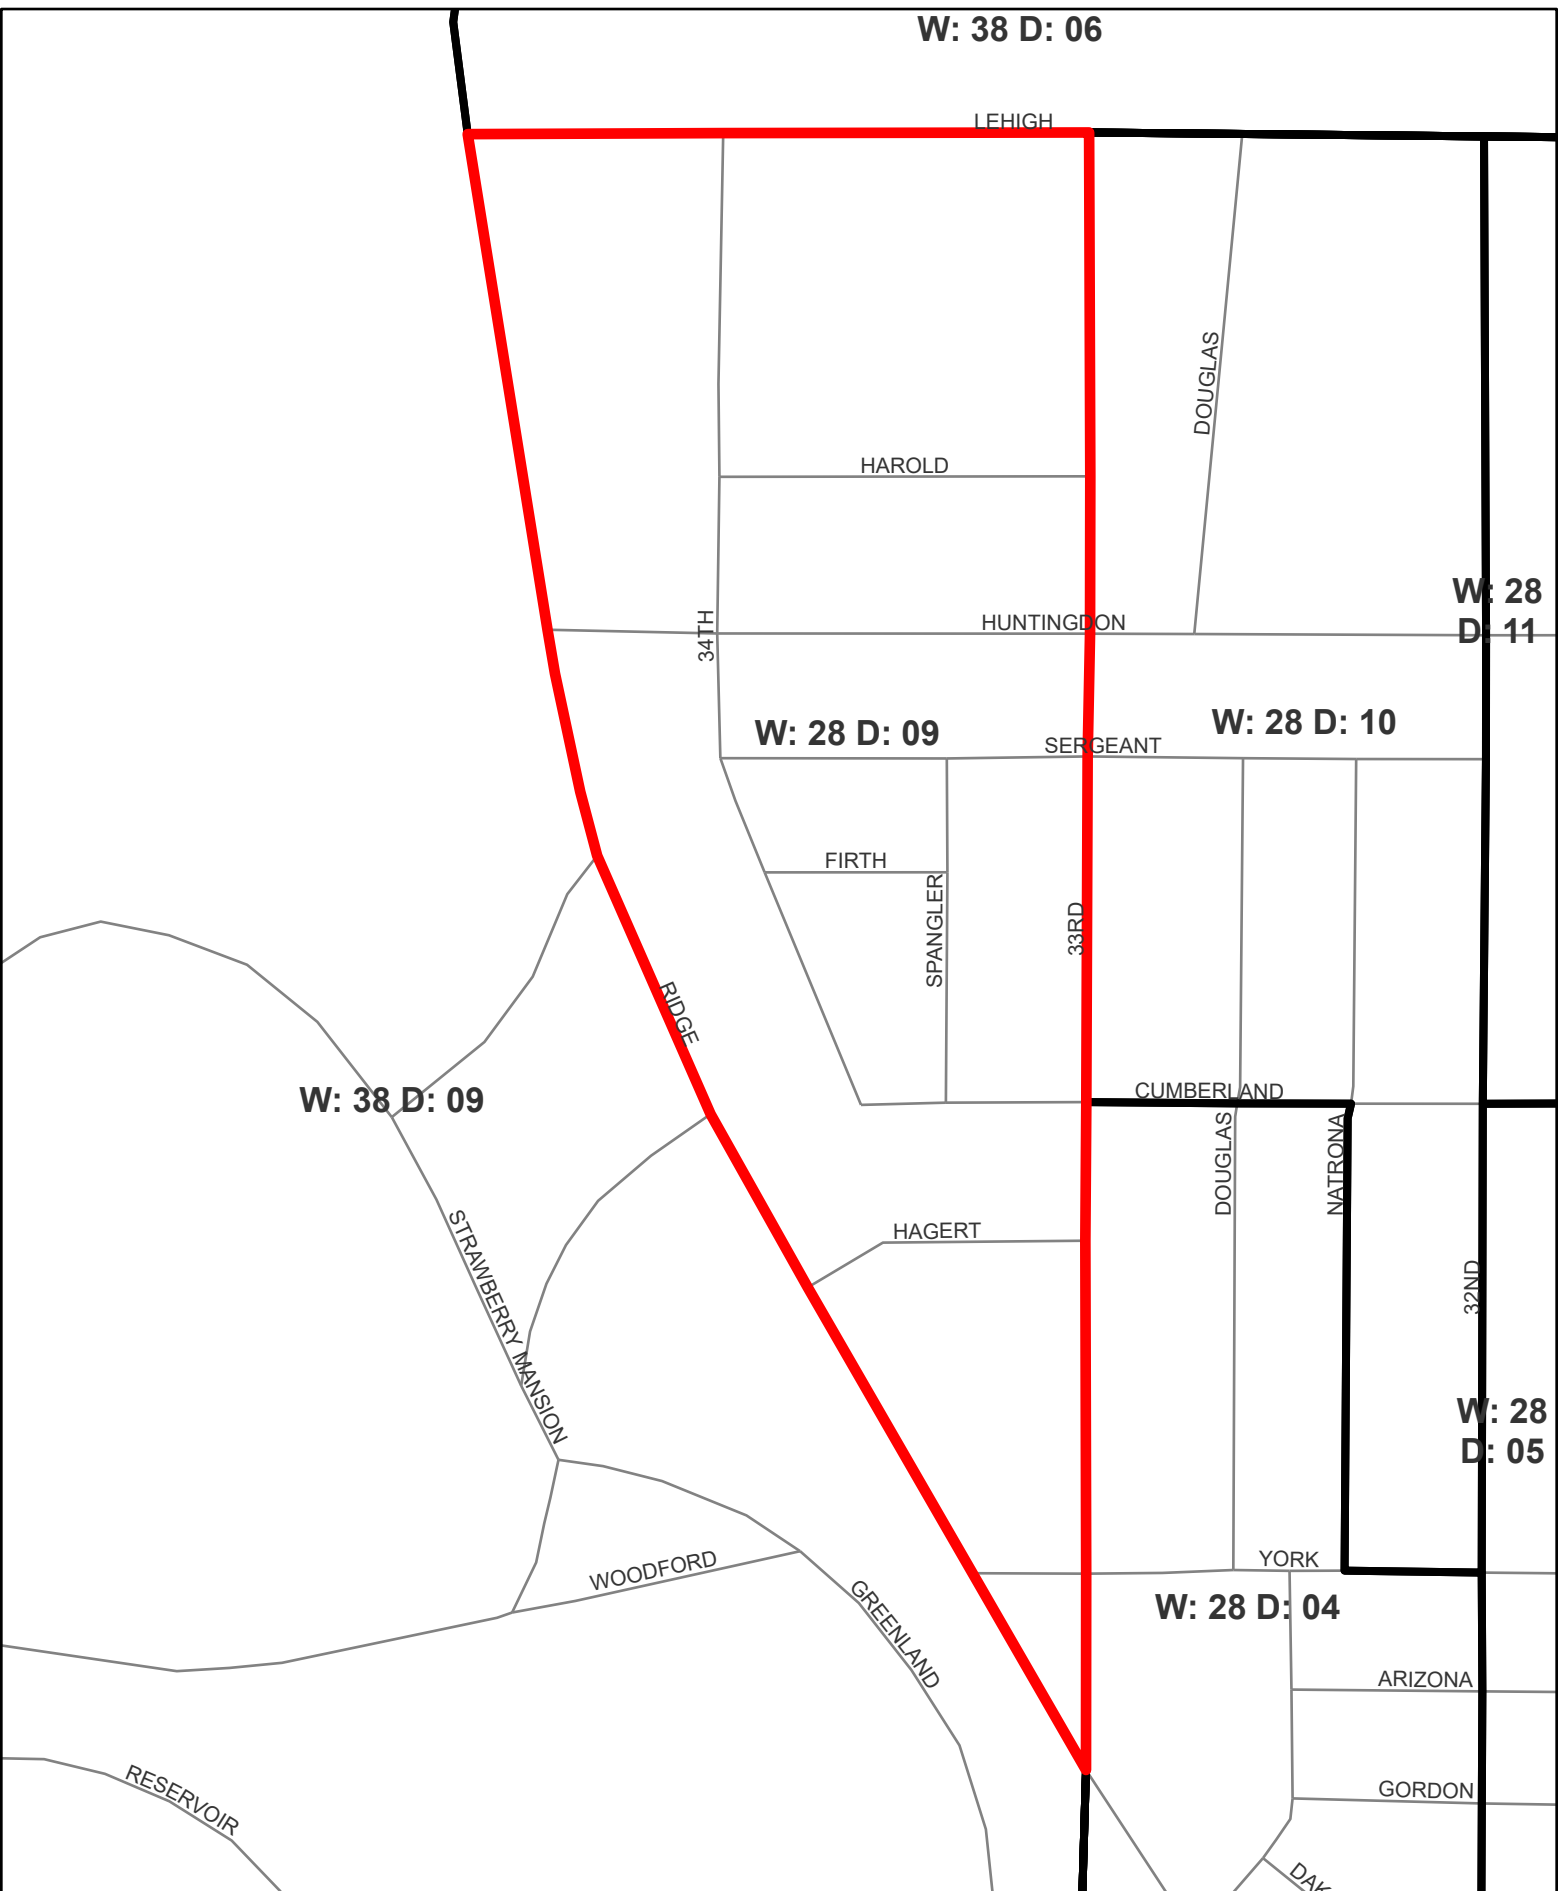 W: 38 D: 06
LEHIGH
DOUGLAS
HAROLD
W: 28
D: 11
34TH
HUNTINGDON
W: 28 D: 09
W: 28 D: 10
SERGEANT
FIRTH
SPANGLER
33RD
RIDGE
W: 38 D: 09
CUMBERLAND
DOUGLAS
NATRONA
STRAWBERRY MANSION
HAGERT
32ND
W: 28
D: 05
YORK
WOODFORD
GREENLAND
W: 28 D: 04
ARIZONA
RESERVOIR
GORDON
DAK